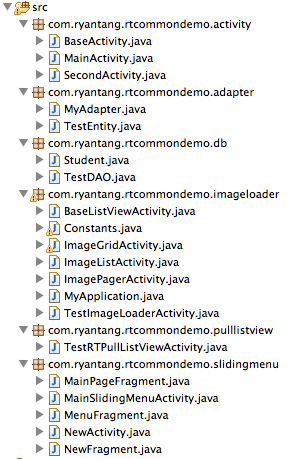 src
com.ryantang.rtcommondemo.activity
BaseActivity.java
MainActivity.java
SecondActivity.java
com.ryantang.rtcommondemo.adapter
MyAdapter.java
TestEntity.java
com.ryantang.rtcommondemo.db
Student.java
TestDAO.java
com.ryantang.rtcommondemo.imageloader
BaseListViewActivity.java
Constants.java
ImageGridActivity.java
ImageListActivity.java
ImagePagerActivity.java
MyApplication.java
TestImageLoaderActivity.java
com.ryantang.rtcommondemo.pulllistview
TestRTPullListViewActivity.java
com.ryantang.rtcommondemo.slidingmenu
MainPageFragment.java
MainSlidingMenuActivity.java
MenuFragment.java
NewActivity.java
NewFragment.java